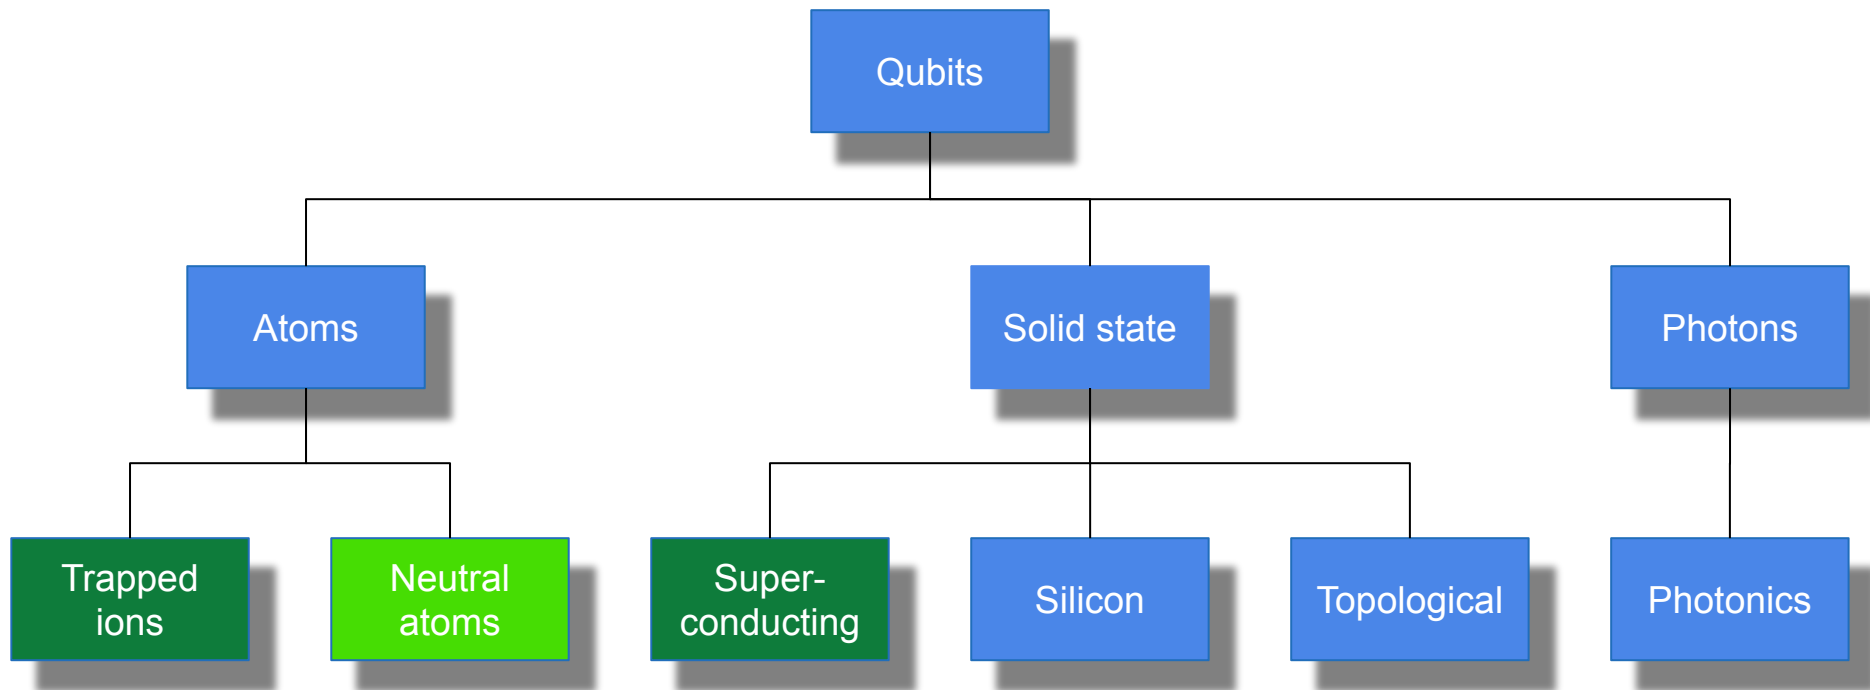 Qubits
Atoms
Solid state
Photons
Trapped
ions
Neutral
atoms
Super-
conducting
Silicon
Topological
Photonics